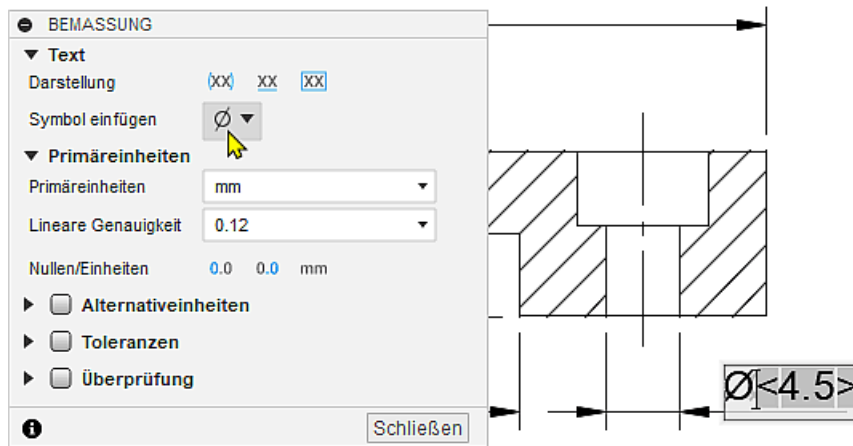 BEMASSUNG
Text
Darstellung (XX) XX XX
Symbol einfügen Ø
Primäreinheiten
Primäreinheiten mm
Lineare Genauigkeit 0.12
Nullen/Einheiten 0.0 0.0 mm
Alternativeinheiten
Toleranzen
Überprüfung
Schließen
Ø<4.5>